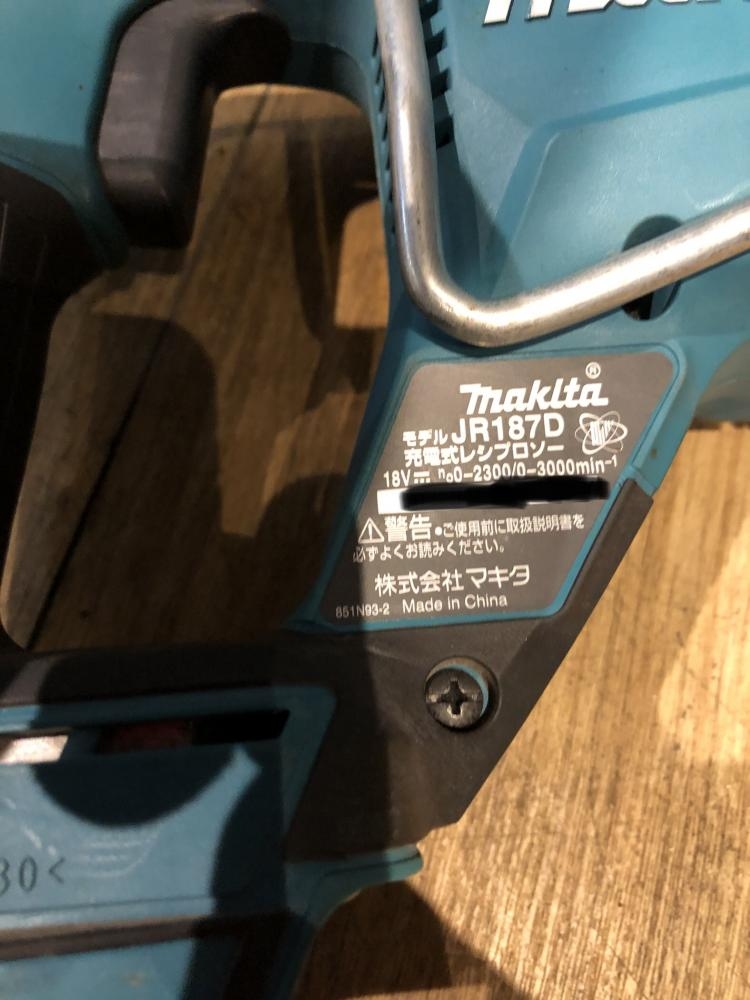 makita®
モデル JR187D
充電式レシプロソー
18V⎓ n₀0-2300/0-3000min⁻¹
⚠警告 •ご使用前に取扱説明書を
必ずよくお読みください。
株式会社マキタ
851N93-2 Made in China
30<